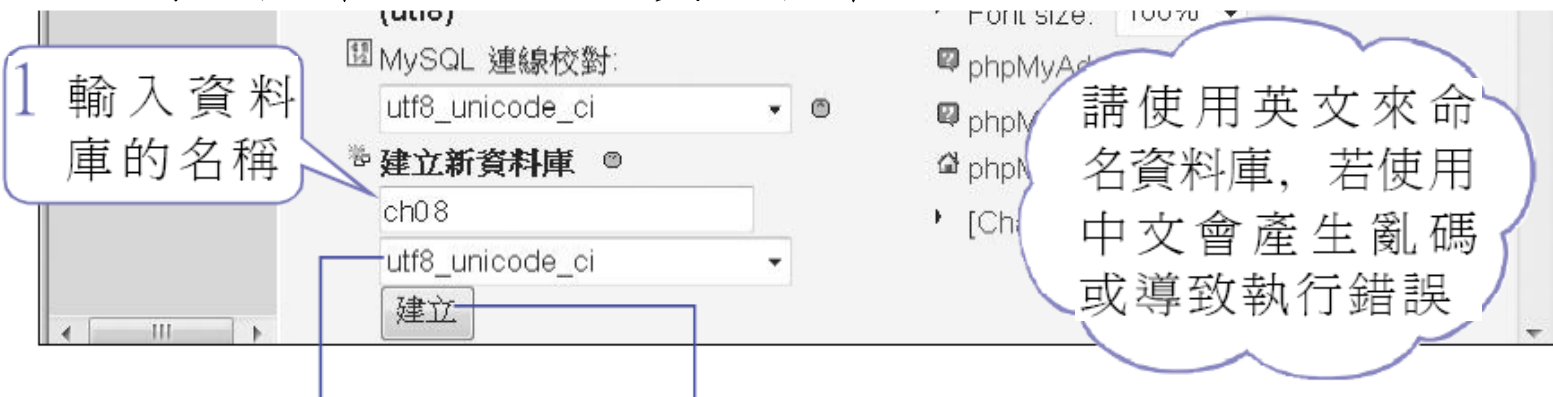 (utf8)
Font size: 100%
1 輸入資料
庫的名稱
MySQL 連線校對:
utf8_unicode_ci
建立新資料庫
ch08
utf8_unicode_ci
建立
phpMyAd
phpM
phpM
[Cha
請使用英文來命
名資料庫，若使用
中文會產生亂碼
或導致執行錯誤